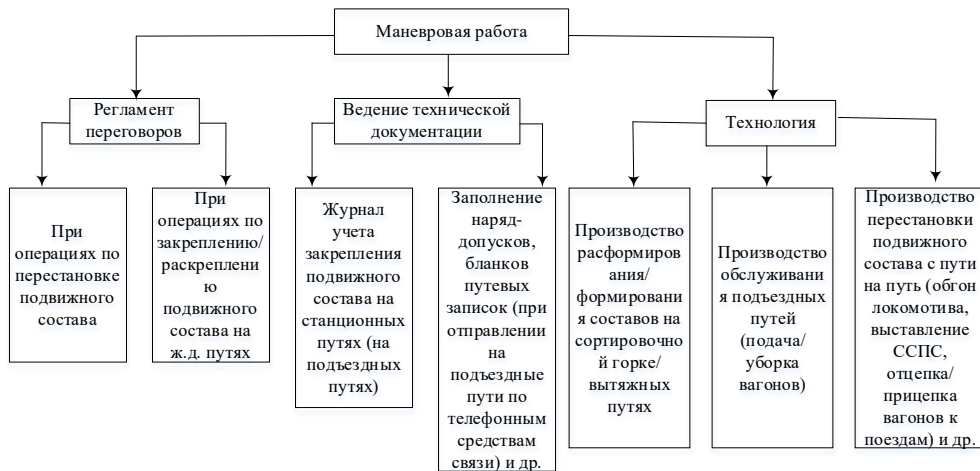 Маневровая работа
Регламент
переговоров
Ведение технической
документации
Технология
При
операциях по
перестановке
подвижного
состава
При
операциях по
закреплению/
раскреплени
ю
подвижного
состава на
ж.д. путях
Журнал
учета
закрепления
подвижного
состава на
станционных
путях (на
подъездных
путях)
Заполнение
наряд-
допусков,
бланков
путевых
записок (при
отправлении
на
подъездные
пути по
телефонным
средствам
связи) и др.
Производство
расформиров
ания/
формировани
я составов на
сортировочно
й горке/
вытяжных
путях
Производство
обслуживани
я подъездных
путей
(подача/
уборка
вагонов)
Производство
перестановки
подвижного
состава с пути
на путь (обгон
локомотива,
выставление
ССПС,
отцепка/
прицепка
вагонов к
поездам) и др.